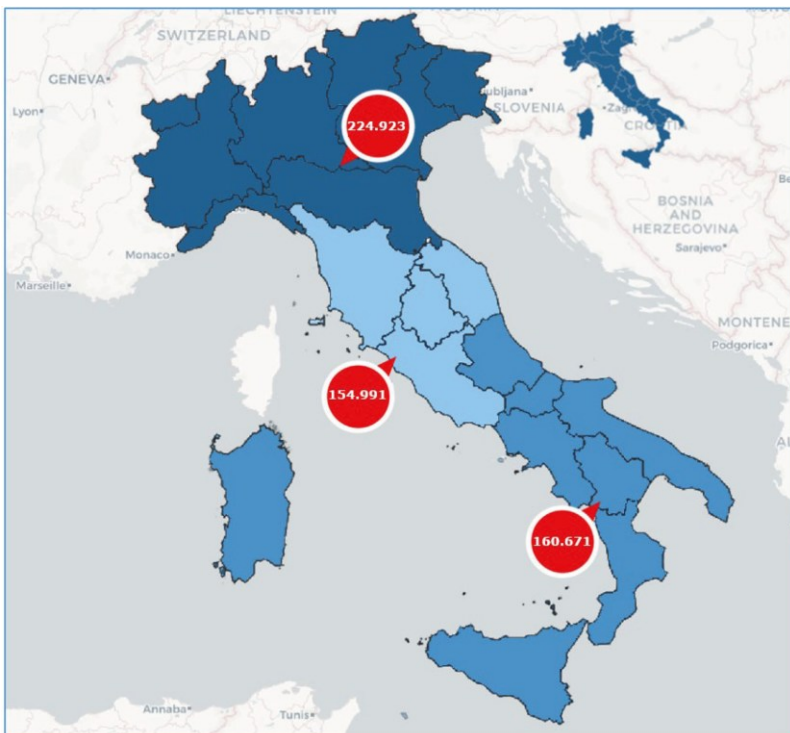 LIECHTENSTEIN
SWITZERLAND
GENEVA
Lyon
ubljana
SLOVENIA
Zag
CROATIA
224.923
BOSNIA
AND
HERZEGOVINA
Sarajevo
Monaco
Marseille
MONTENE
Podgorica
154.991
160.671
Annaba
Tunis